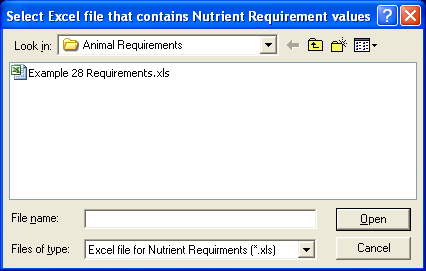 Select Excel file that contains Nutrient Requirement values
Look in: Animal Requirements
Example 28 Requirements.xls
File name: Open
Files of type: Excel file for Nutrient Requirments (*.xls) Cancel